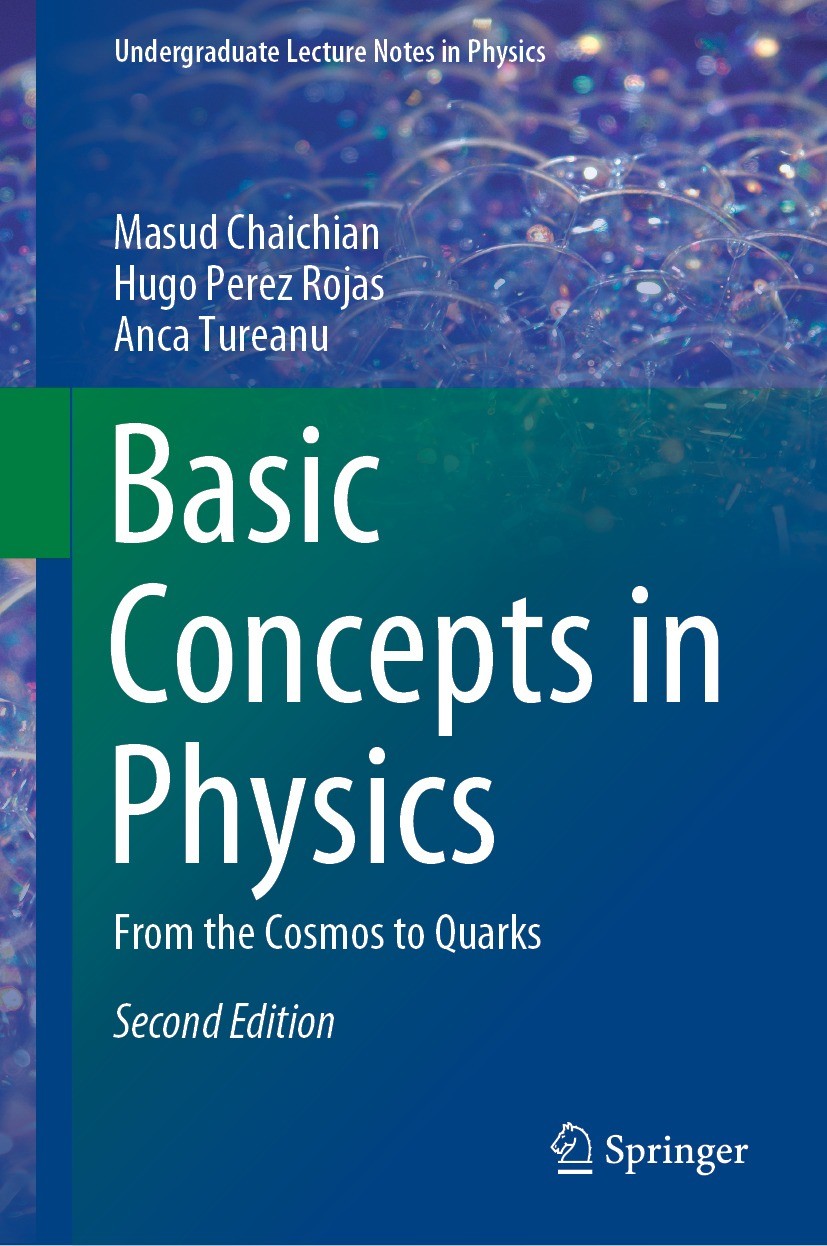 Undergraduate Lecture Notes in Physics
Masud Chaichian
Hugo Perez Rojas
Anca Tureanu
Basic
Concepts in
Physics
From the Cosmos to Quarks
Second Edition
Springer